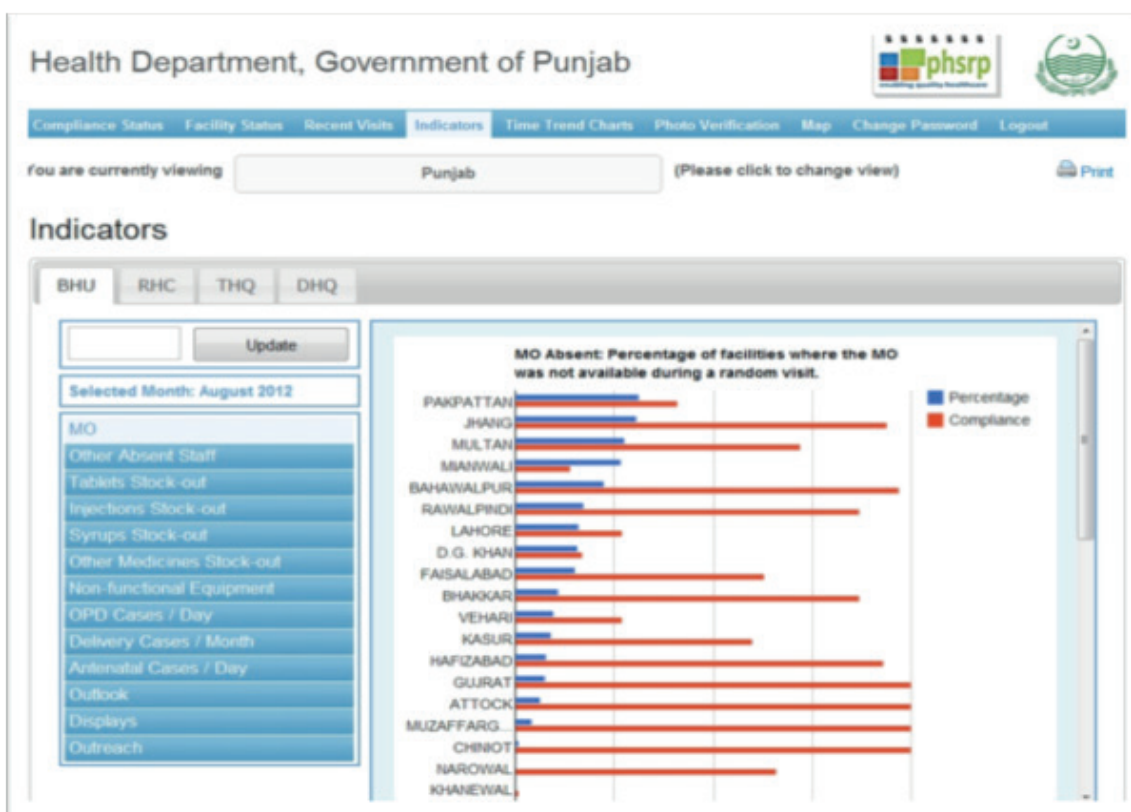 Health Department, Government of Punjab
phsrp
enabling quality healthcare
Compliance Status Facility Status Recent Visits Indicators Time Trend Charts Photo Verification Map Change Password Logout
You are currently viewing Punjab (Please click to change view) Print
Indicators
BHU RHC THQ DHQ
Update
Selected Month: August 2012
MO
Other Absent Staff
Tablets Stock-out
Injections Stock-out
Syrups Stock-out
Other Medicines Stock-out
Non-functional Equipment
OPD Cases / Day
Delivery Cases / Month
Antenatal Cases / Day
Outlook
Displays
Outreach
MO Absent: Percentage of facilities where the MO
was not available during a random visit.
Percentage
Compliance
PAKPATTAN
JHANG
MULTAN
MIANWALI
BAHAWALPUR
RAWALPINDI
LAHORE
D.G. KHAN
FAISALABAD
BHAKKAR
VEHARI
KASUR
HAFIZABAD
GUJRAT
ATTOCK
MUZAFFARG...
CHINIOT
NAROWAL
KHANEWAL